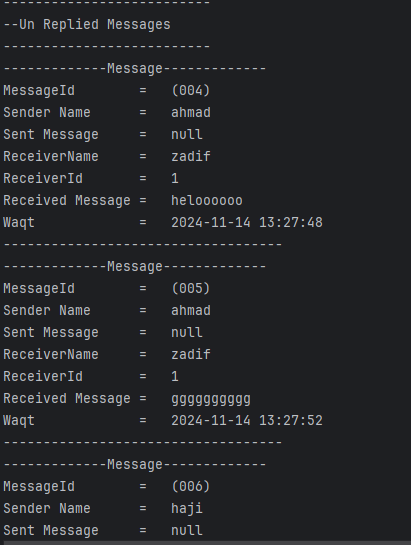 --------------------------
--Un Replied Messages
--------------------------
-------------Message-------------
MessageId        =   (004)
Sender Name      =   ahmad
Sent Message     =   null
ReceiverName     =   zadif
ReceiverId       =   1
Received Message =   heloooooo
Waqt             =   2024-11-14 13:27:48
-----------------------------------
-------------Message-------------
MessageId        =   (005)
Sender Name      =   ahmad
Sent Message     =   null
ReceiverName     =   zadif
ReceiverId       =   1
Received Message =   gggggggggg
Waqt             =   2024-11-14 13:27:52
-----------------------------------
-------------Message-------------
MessageId        =   (006)
Sender Name      =   haji
Sent Message     =   null